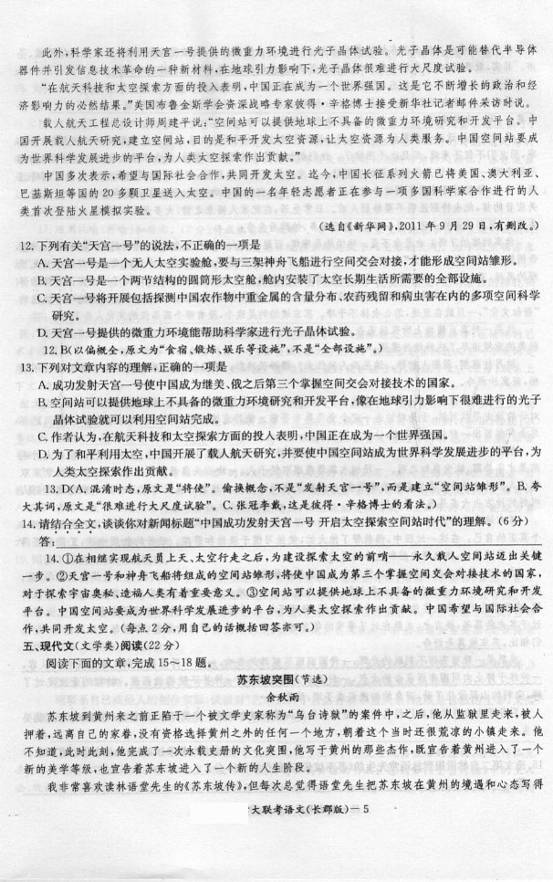 此外,科学家还将利用天宫一号提供的微重力环境进行光子晶体试验。光子晶体是可能替代半导体
器件并引发信息技术革命的一种新材料,在地球引力影响下,光子晶体很难进行大尺度试验。
“在航天科技和太空探索方面的投入表明,中国正在成为一个世界强国。这是它不断增长的政治和经
济影响力的必然结果。”美国布鲁金斯学会资深战略专家彼得·辛格博士接受新华社记者邮件采访时说。
载人航天工程总设计师周建平说:“空间站可以提供地球上不具备的微重力环境研究和开发平台。中
国开展载人航天研究,建立空间站,目的是和平开发太空资源,让太空资源为人类服务。中国空间站要成
为世界科学发展进步的平台,为人类太空探索作出贡献。”
中国多次表示,希望与国际社会合作,共同开发太空。迄今,中国长征系列火箭已将美国、澳大利亚、
巴基斯坦等国的20多颗卫星送入太空。中国的一名年轻志愿者正在参与一项多国科学家合作进行的人
类首次登陆火星模拟实验。
(选自《新华网》,2011年9月29日,有删改。)
12.下列有关“天宫一号”的说法,不正确的一项是
A.天宫一号是一个无人太空实验舱,要与三架神舟飞船进行空间交会对接,才能形成空间站雏形。
B.天宫一号是一个两节结构的圆筒形太空舱,舱内安装了太空长期生活所需要的全部设施。
C.天宫一号将开展包括探测中国农作物中重金属的含量分布、农药残留和病虫害在内的多项空间科学
研究。
D.天宫一号提供的微重力环境能帮助科学家进行光子晶体试验。
12.B(以偏概全,原文为“食宿、锻炼、娱乐等设施”,不是“全部设施”。)
13.下列对文章内容的理解,正确的一项是
A.成功发射天宫一号使中国成为继美、俄之后第三个掌握空间交会对接技术的国家。
B.空间站可以提供地球上不具备的微重力环境研究和开发平台,像在地球引力影响下很难进行的光子
晶体试验就可以利用空间站完成。
C.作者认为,在航天科技和太空探索方面的投入表明,中国正在成为一个世界强国。
D.为了和平利用太空,中国开展了载人航天研究,并要使中国空间站成为世界科学发展进步的平台,为
人类太空探索作出贡献。
13.D(A.混淆时态,原文是“将使”。偷换概念,不是“发射天宫一号”,而是建立“空间站雏形”。B.夸
大其词,原文是“很难进行大尺度试验”。C.张冠李戴,这是彼得·辛格博士的看法。)
14.请结合全文,谈谈你对新闻标题“中国成功发射天宫一号 开启太空探索空间站时代”的理解。(6分)
答:
14.①在相继实现航天员上天、太空行走之后,为建设探索太空的前哨——永久载人空间站迈出关键
一步。②天宫一号和神舟飞船将组成的空间站雏形,将使中国成为第三个掌握空间交会对接技术的国家,
对于探索宇宙奥秘、造福人类有着重要意义。③空间站可以提供地球上不具备的微重力环境研究和开发
平台。中国空间站要成为世界科学发展进步的平台,为人类太空探索作出贡献。中国希望与国际社会合
作,共同开发太空。(每点2分,用自己的话概括回答亦可。)
五、现代文(文学类)阅读(22分)
阅读下面的文章,完成15~18题。
苏东坡突围(节选)
余秋雨
苏东坡到黄州来之前正陷于一个被文学史家称为“乌台诗狱”的案件中,之后,他从监狱里走来,被人
押着,远离自己的家眷,没有资格选择黄州之外的任何一个地方,朝着这个当时还很荒凉的小镇走来。他
不知道,此时此刻,他完成了一次永载史册的文化突围,他写于黄州的那些杰作,既宣告着黄州进入了一个
新的美学等级,也宣告着苏东坡进入了一个新的人生阶段。
我非常喜欢读林语堂先生的《苏东坡传》,但每次总觉得语堂先生把苏东坡在黄州的境遇和心态写得
大联考语文(长郡版)—5